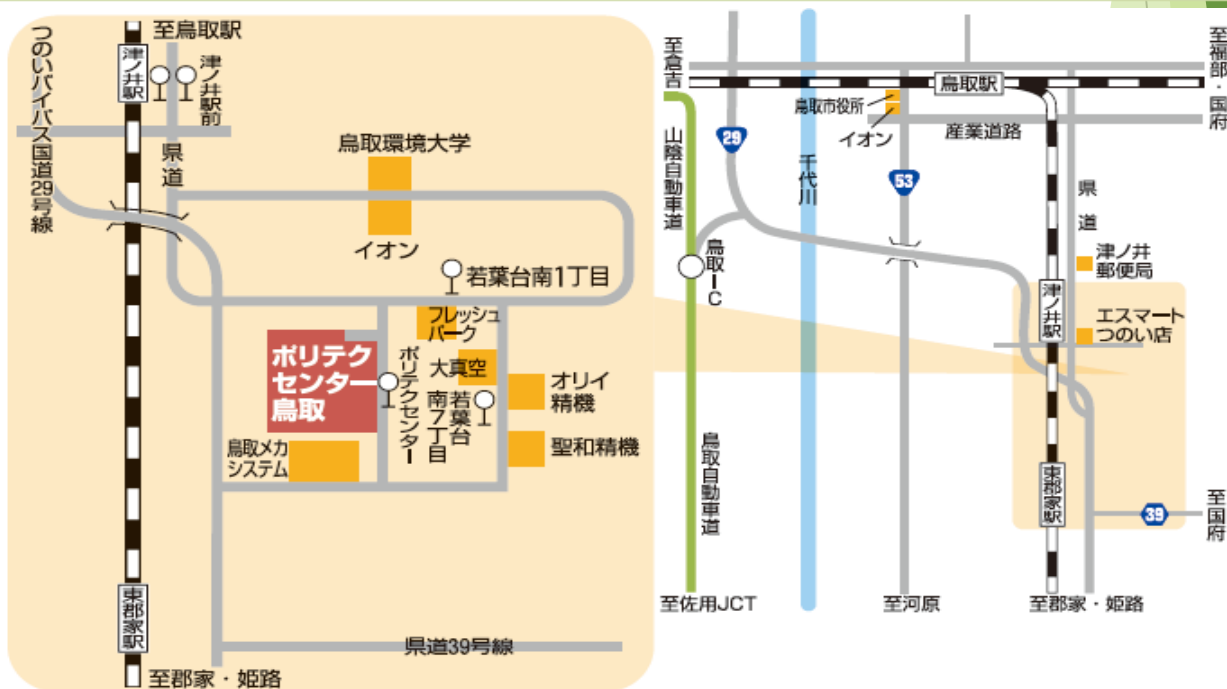 至鳥取駅
つのいバイパス国道29号線
津ノ井駅
津ノ井駅前
県道
鳥取環境大学
イオン
若葉台南1丁目
フレッシュ
パーク
ポリテク
センター
鳥取
ポリテクセンター
大真空
若葉台
南7丁目
オリイ
精機
聖和精機
鳥取メカ
システム
東郡家駅
県道39号線
至郡家・姫路
至倉吉
鳥取駅
至福部・国府
鳥取市役所
イオン
産業道路
山陰自動車道
29
千代川
53
県道
鳥取IC
津ノ井
郵便局
津ノ井駅
エスマート
つのい店
鳥取自動車道
東郡家駅
39
至国府
至佐用JCT
至河原
至郡家・姫路